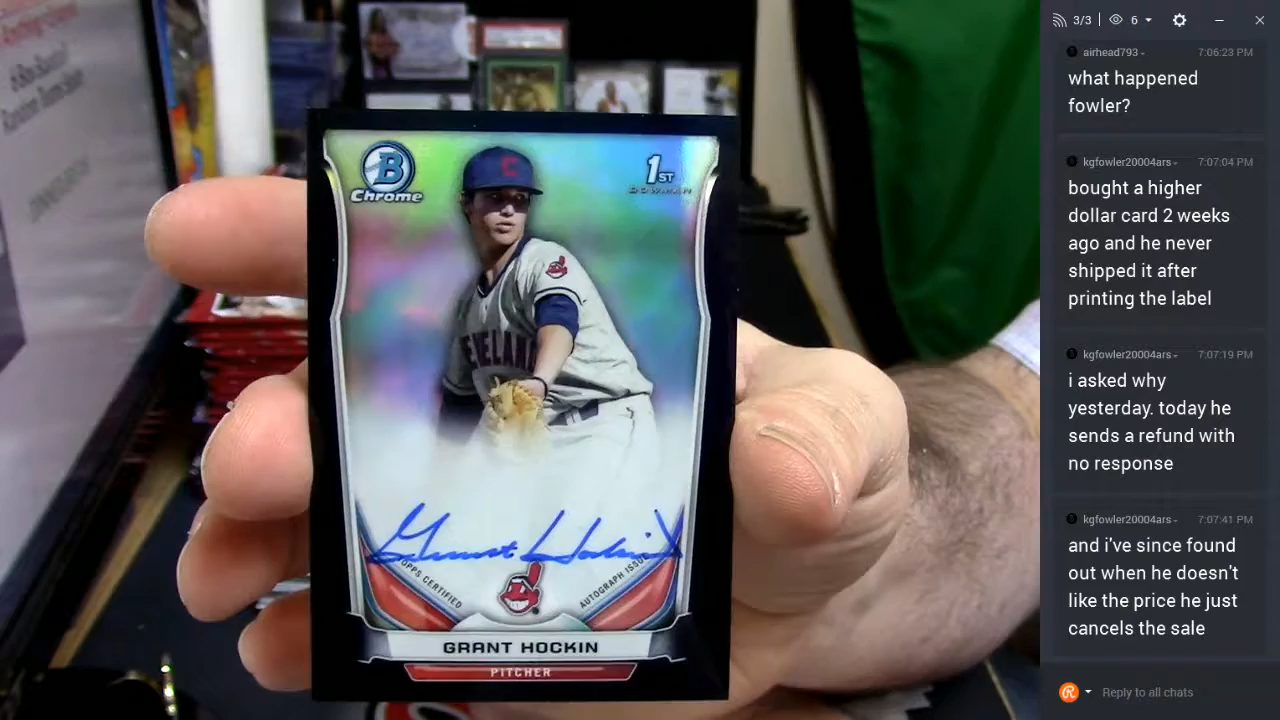 B
Chrome
1ST
BOWMAN
C
CLEVELAND
Grant Hockin
TOPPS CERTIFIED
AUTOGRAPH ISSUE
GRANT HOCKIN
PITCHER
3/3
6
airhead793
7:06:23 PM
what happened
fowler?
kgfowler20004ars
7:07:04 PM
bought a higher
dollar card 2 weeks
ago and he never
shipped it after
printing the label
kgfowler20004ars
7:07:19 PM
i asked why
yesterday. today he
sends a refund with
no response
kgfowler20004ars
7:07:41 PM
and i've since found
out when he doesn't
like the price he just
cancels the sale
Reply to all chats